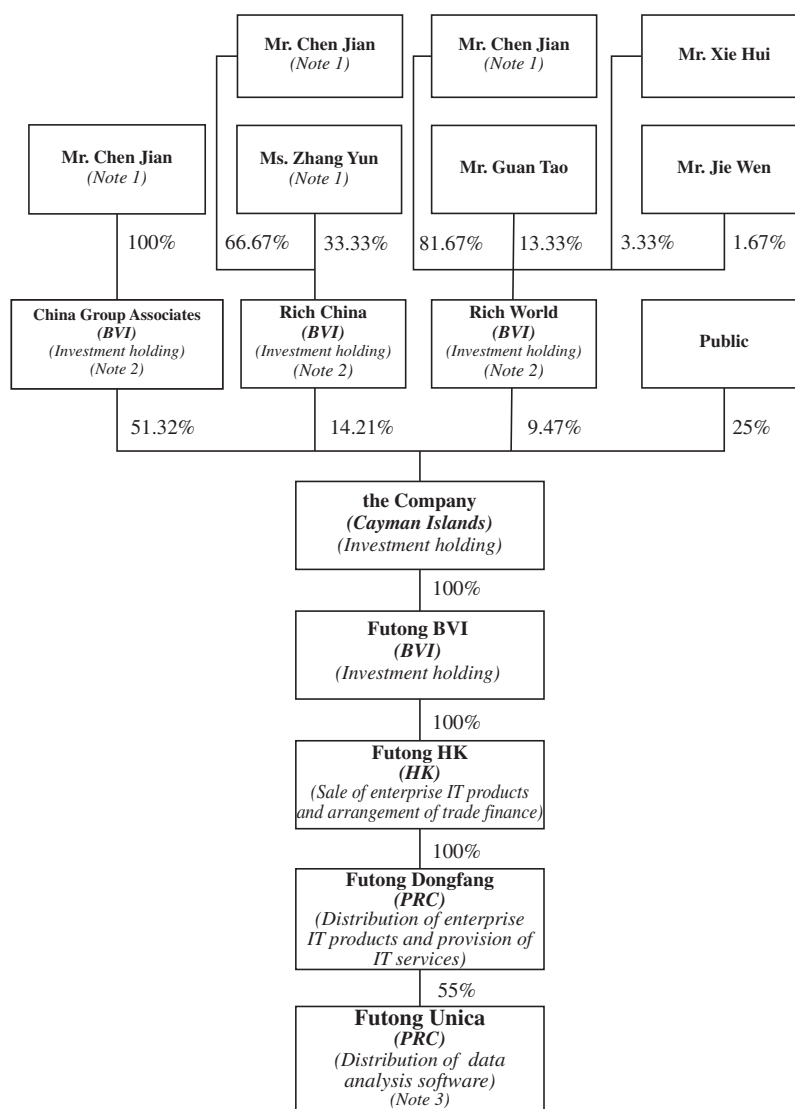 Mr. Chen Jian
(Note 1)
Mr. Chen Jian
(Note 1)
Mr. Xie Hui
Mr. Chen Jian
(Note 1)
Ms. Zhang Yun
(Note 1)
Mr. Guan Tao
Mr. Jie Wen
100%
66.67%
33.33%
81.67%
13.33%
3.33%
1.67%
China Group Associates
(BVI)
(Investment holding)
(Note 2)
Rich China
(BVI)
(Investment holding)
(Note 2)
Rich World
(BVI)
(Investment holding)
(Note 2)
Public
51.32%
14.21%
9.47%
25%
the Company
(Cayman Islands)
(Investment holding)
100%
Futong BVI
(BVI)
(Investment holding)
100%
Futong HK
(HK)
(Sale of enterprise IT products
and arrangement of trade finance)
100%
Futong Dongfang
(PRC)
(Distribution of enterprise
IT products and provision of
IT services)
55%
Futong Unica
(PRC)
(Distribution of data
analysis software)
(Note 3)